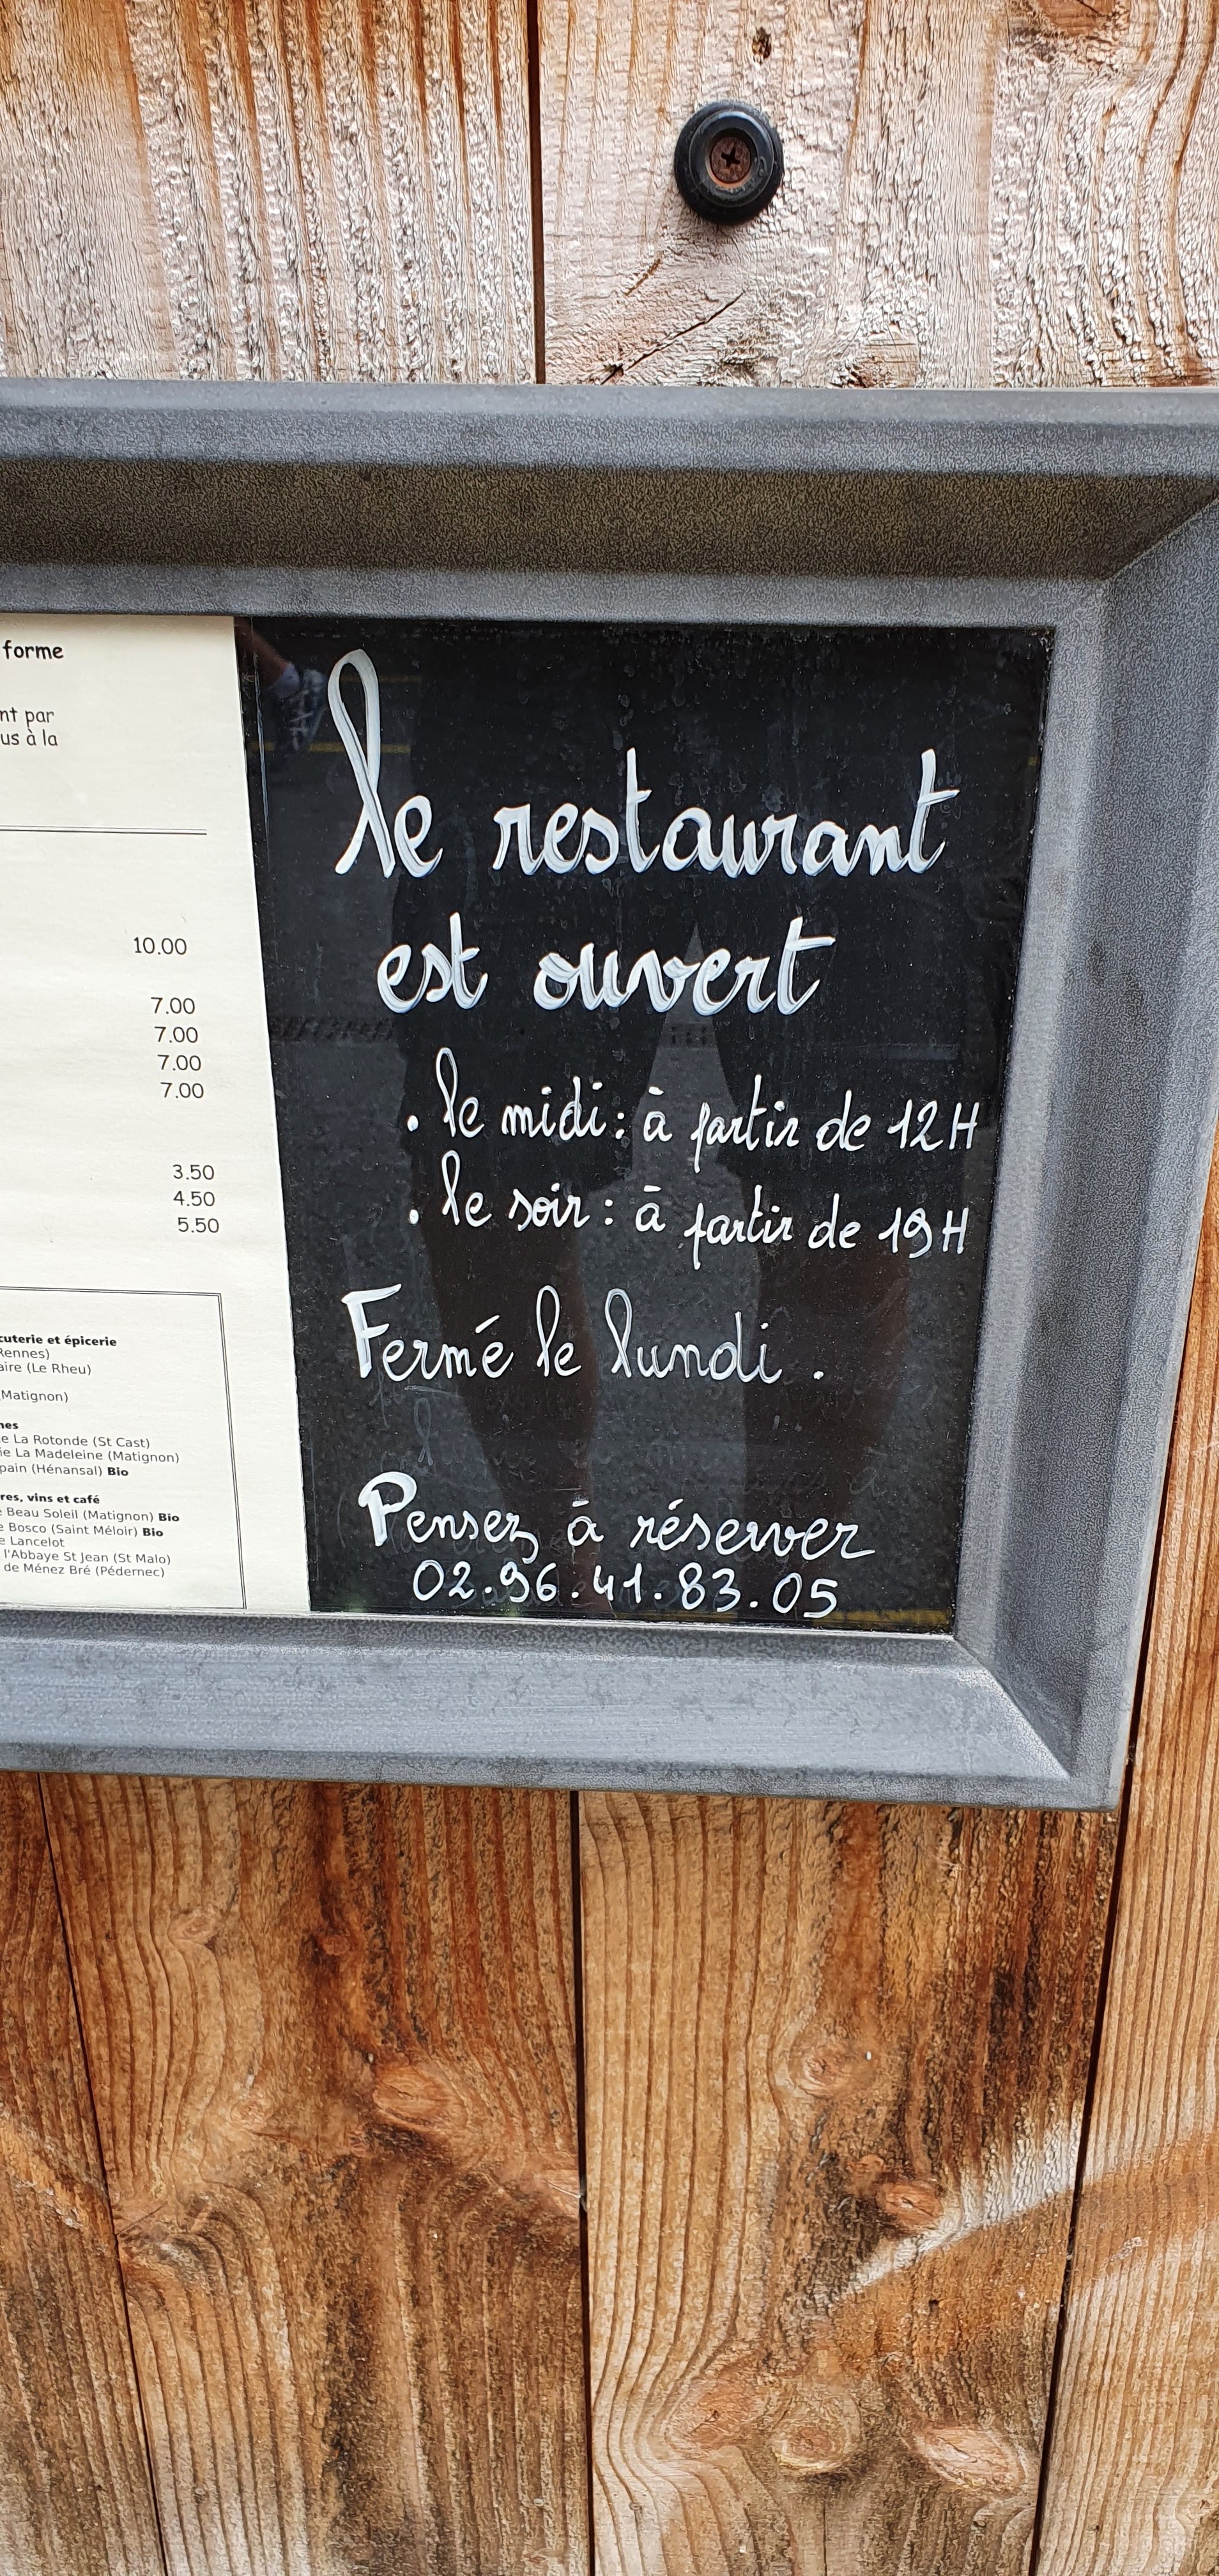 forme
nt par
us à la
10.00
7.00
7.00
7.00
7.00
3.50
4.50
5.50
cuterie et épicerie
Rennes)
aire (Le Rheu)
Matignon)
nes
e La Rotonde (St Cast)
ie La Madeleine (Matignon)
pain (Hénansal) Bio
res, vins et café
e Beau Soleil (Matignon) Bio
e Bosco (Saint Méloir) Bio
e Lancelot
l'Abbaye St Jean (St Malo)
de Ménez Bré (Pédernec)
le restaurant
est ouvert
. le midi : à partir de 12H
. le soir : à partir de 19H
Fermé le lundi .
Pensez à réserver
02.96.41.83.05